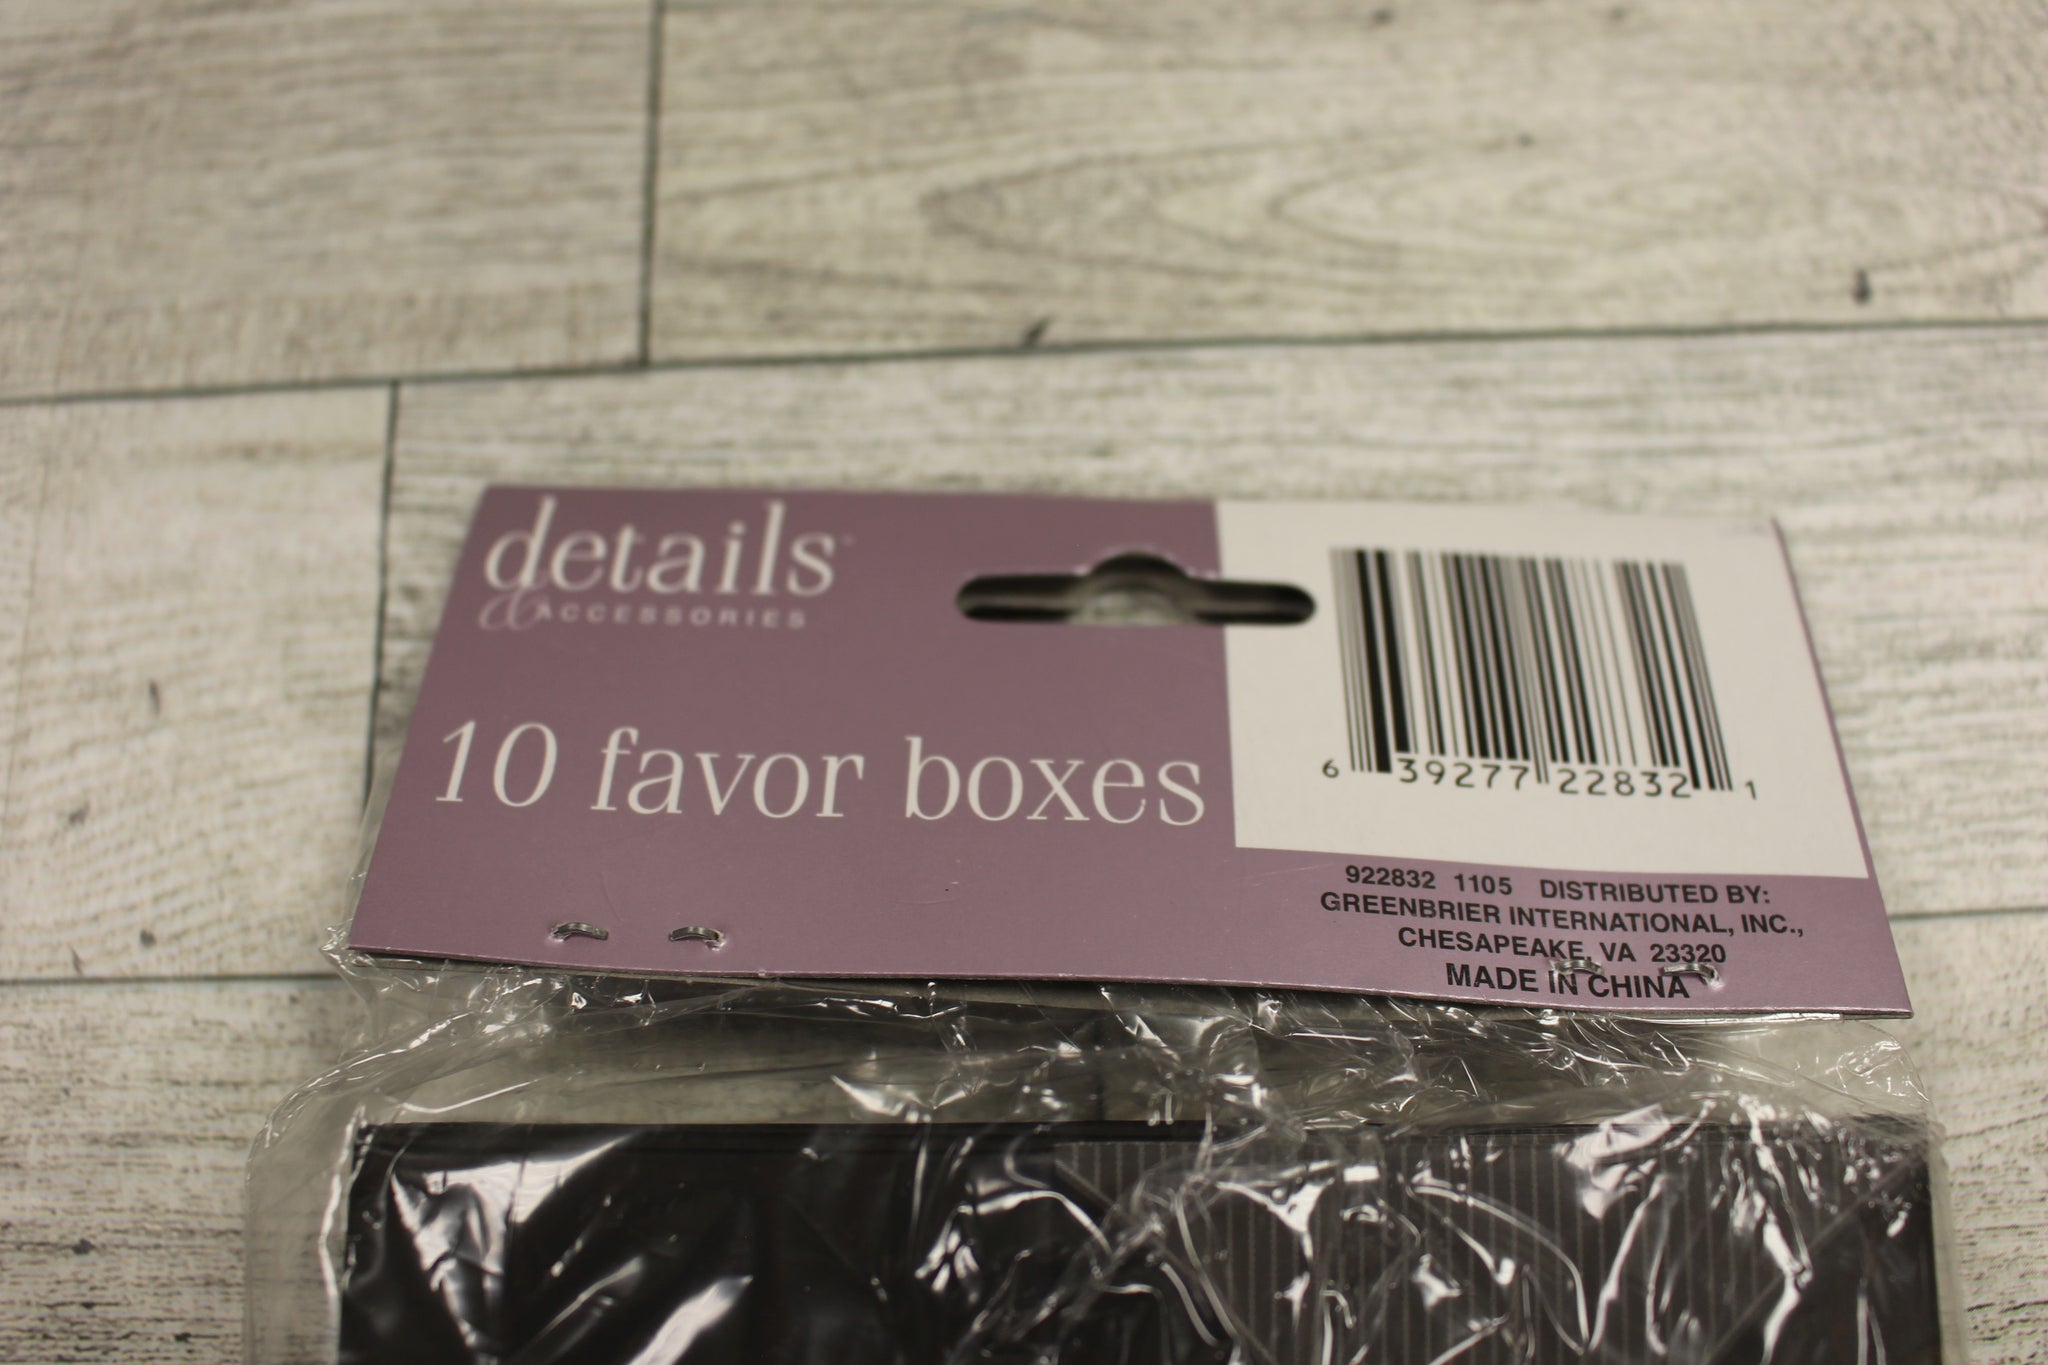 details™
& ACCESSORIES
10 favor boxes
6 39277 22832 1
922832 1105 DISTRIBUTED BY:
GREENBRIER INTERNATIONAL, INC.,
CHESAPEAKE, VA 23320
MADE IN CHINA